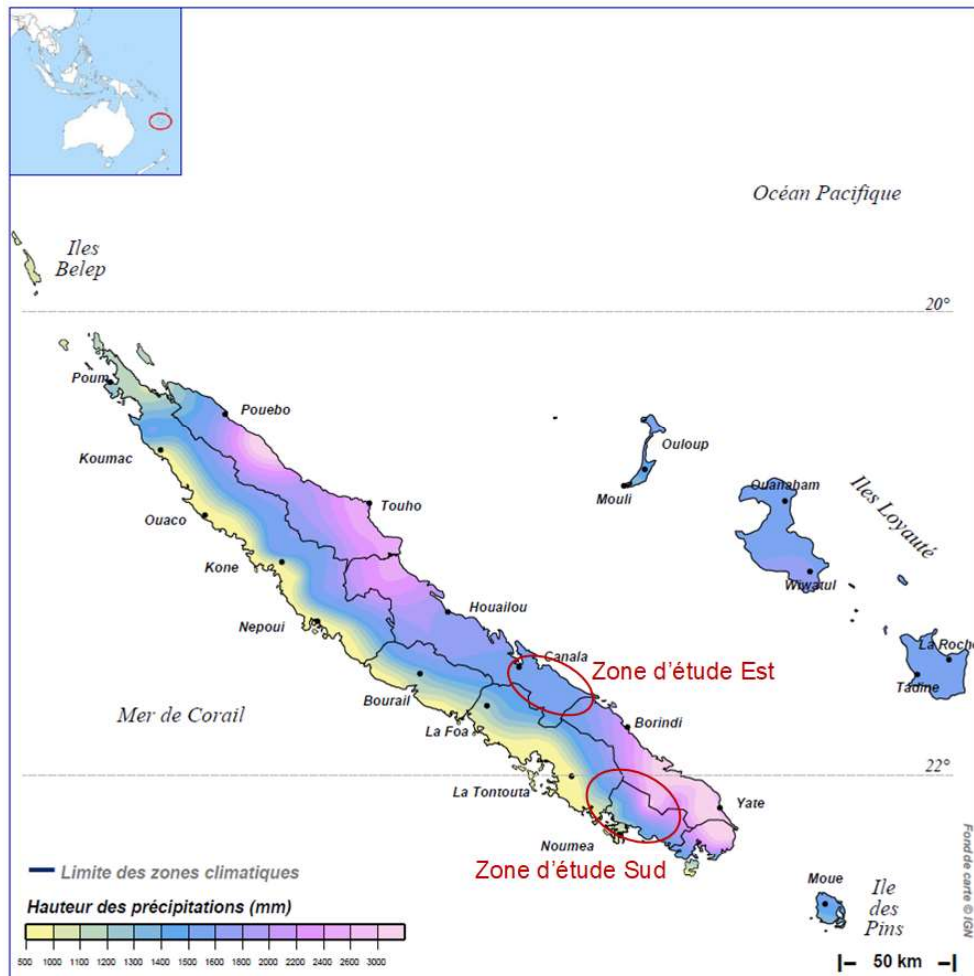 Océan Pacifique
Iles
Belep
20°
Poum
Pouebo
Koumac
Ouloup
Mouli
Ouanaham
Iles Loyauté
Touho
Ouaco
Kone
Wiwatul
Houailou
Nepoui
La Roche
Canala
Zone d'étude Est
Tadine
Bourail
Mer de Corail
La Foa
Borindi
22°
La Tontouta
Yate
Noumea
Zone d'étude Sud
Limite des zones climatiques
Moue
Ile
des
Pins
Hauteur des précipitations (mm)
500 1000 1100 1200 1300 1400 1500 1600 1700 1800 2000 2200 2400 2600 3000
50 km
Fond de carte © IGN